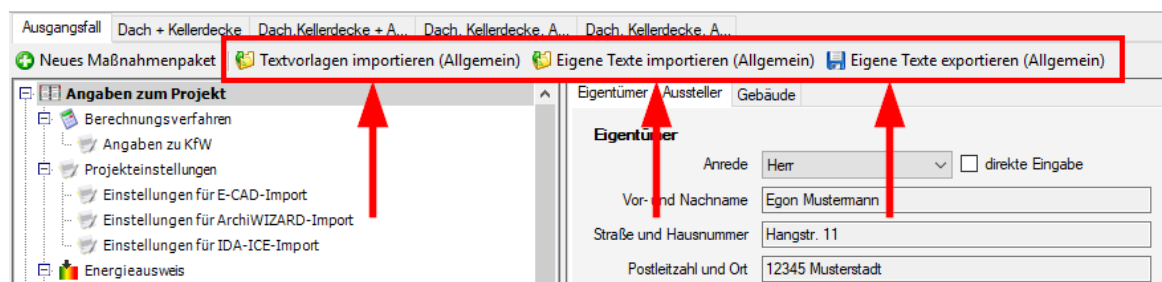 Ausgangsfall Dach + Kellerdecke Dach,Kellerdecke + A... Dach, Kellerdecke, A... Dach, Kellerdecke, A...
Neues Maßnahmenpaket Textvorlagen importieren (Allgemein) Eigene Texte importieren (Allgemein) Eigene Texte exportieren (Allgemein)
Angaben zum Projekt
Berechnungsverfahren
Angaben zu KfW
Projekteinstellungen
Einstellungen für E-CAD-Import
Einstellungen für ArchiWIZARD-Import
Einstellungen für IDA-ICE-Import
Energieausweis
Eigentümer Aussteller Gebäude
Eigentümer
Anrede Herr direkte Eingabe
Vor- und Nachname Egon Mustermann
Straße und Hausnummer Hangstr. 11
Postleitzahl und Ort 12345 Musterstadt